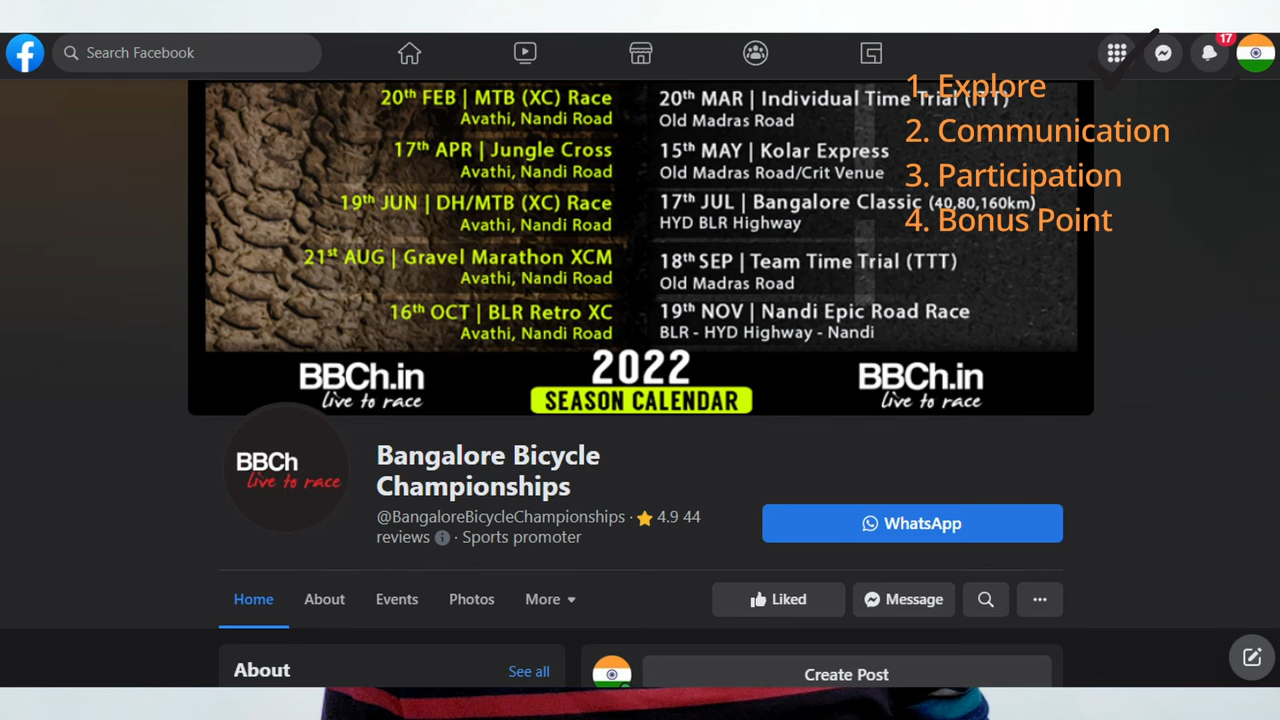 Search Facebook
17
1. Explore
2. Communication
3. Participation
4. Bonus Point
20th FEB | MTB (XC) Race
Avathi, Nandi Road
17th APR | Jungle Cross
Avathi, Nandi Road
19th JUN | DH/MTB (XC) Race
Avathi, Nandi Road
21st AUG | Gravel Marathon XCM
Avathi, Nandi Road
16th OCT | BLR Retro XC
Avathi, Nandi Road
20th MAR | Individual Time Trial (ITT)
Old Madras Road
15th MAY | Kolar Express
Old Madras Road/Crit Venue
17th JUL | Bangalore Classic (40,80,160km)
HYD BLR Highway
18th SEP | Team Time Trial (TTT)
Old Madras Road
19th NOV | Nandi Epic Road Race
BLR - HYD Highway - Nandi
BBCh.in
live to race
2022
SEASON CALENDAR
BBCh.in
live to race
BBCh
live to race
Bangalore Bicycle
Championships
@BangaloreBicycleChampionships · 4.9 44
reviews · Sports promoter
WhatsApp
Home
About
Events
Photos
More
Liked
Message
About
See all
Create Post